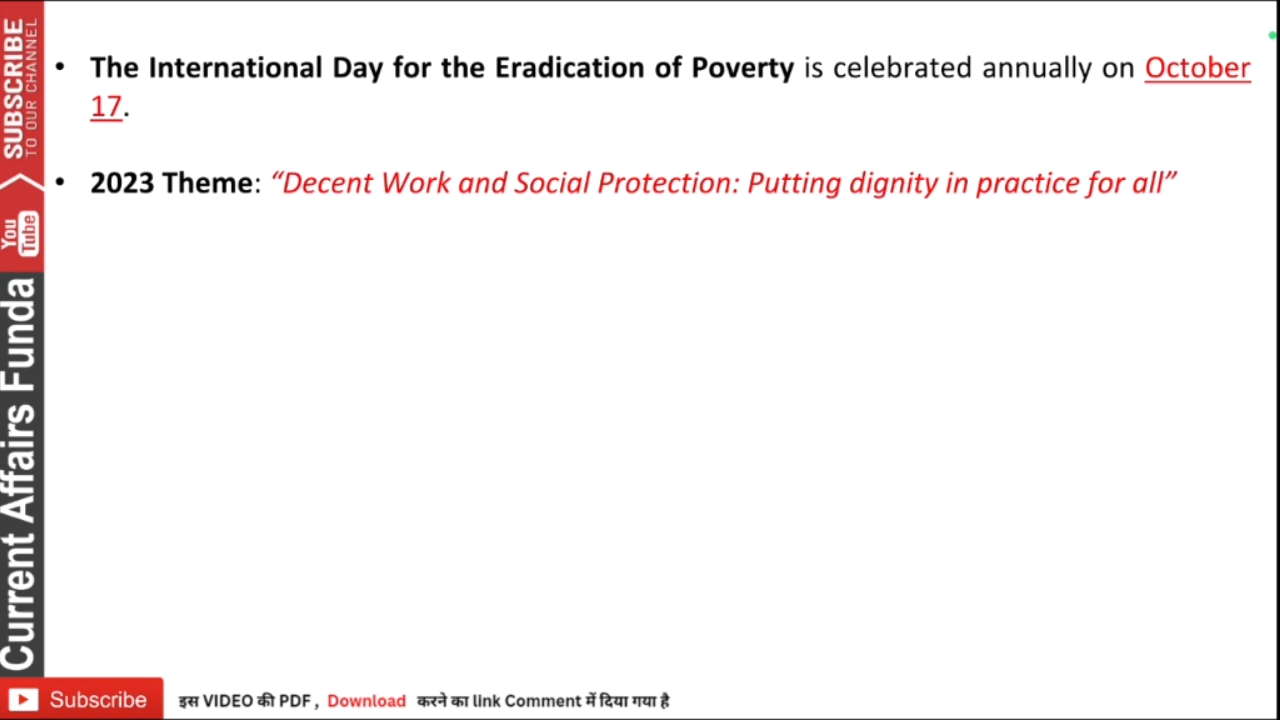 • The International Day for the Eradication of Poverty is celebrated annually on October
17.
• 2023 Theme: “Decent Work and Social Protection: Putting dignity in practice for all”
SUBSCRIBE
TO OUR CHANNEL
You
Tube
Current Affairs Funda
Subscribe
इस VIDEO की PDF , Download करने का link Comment में दिया गया है